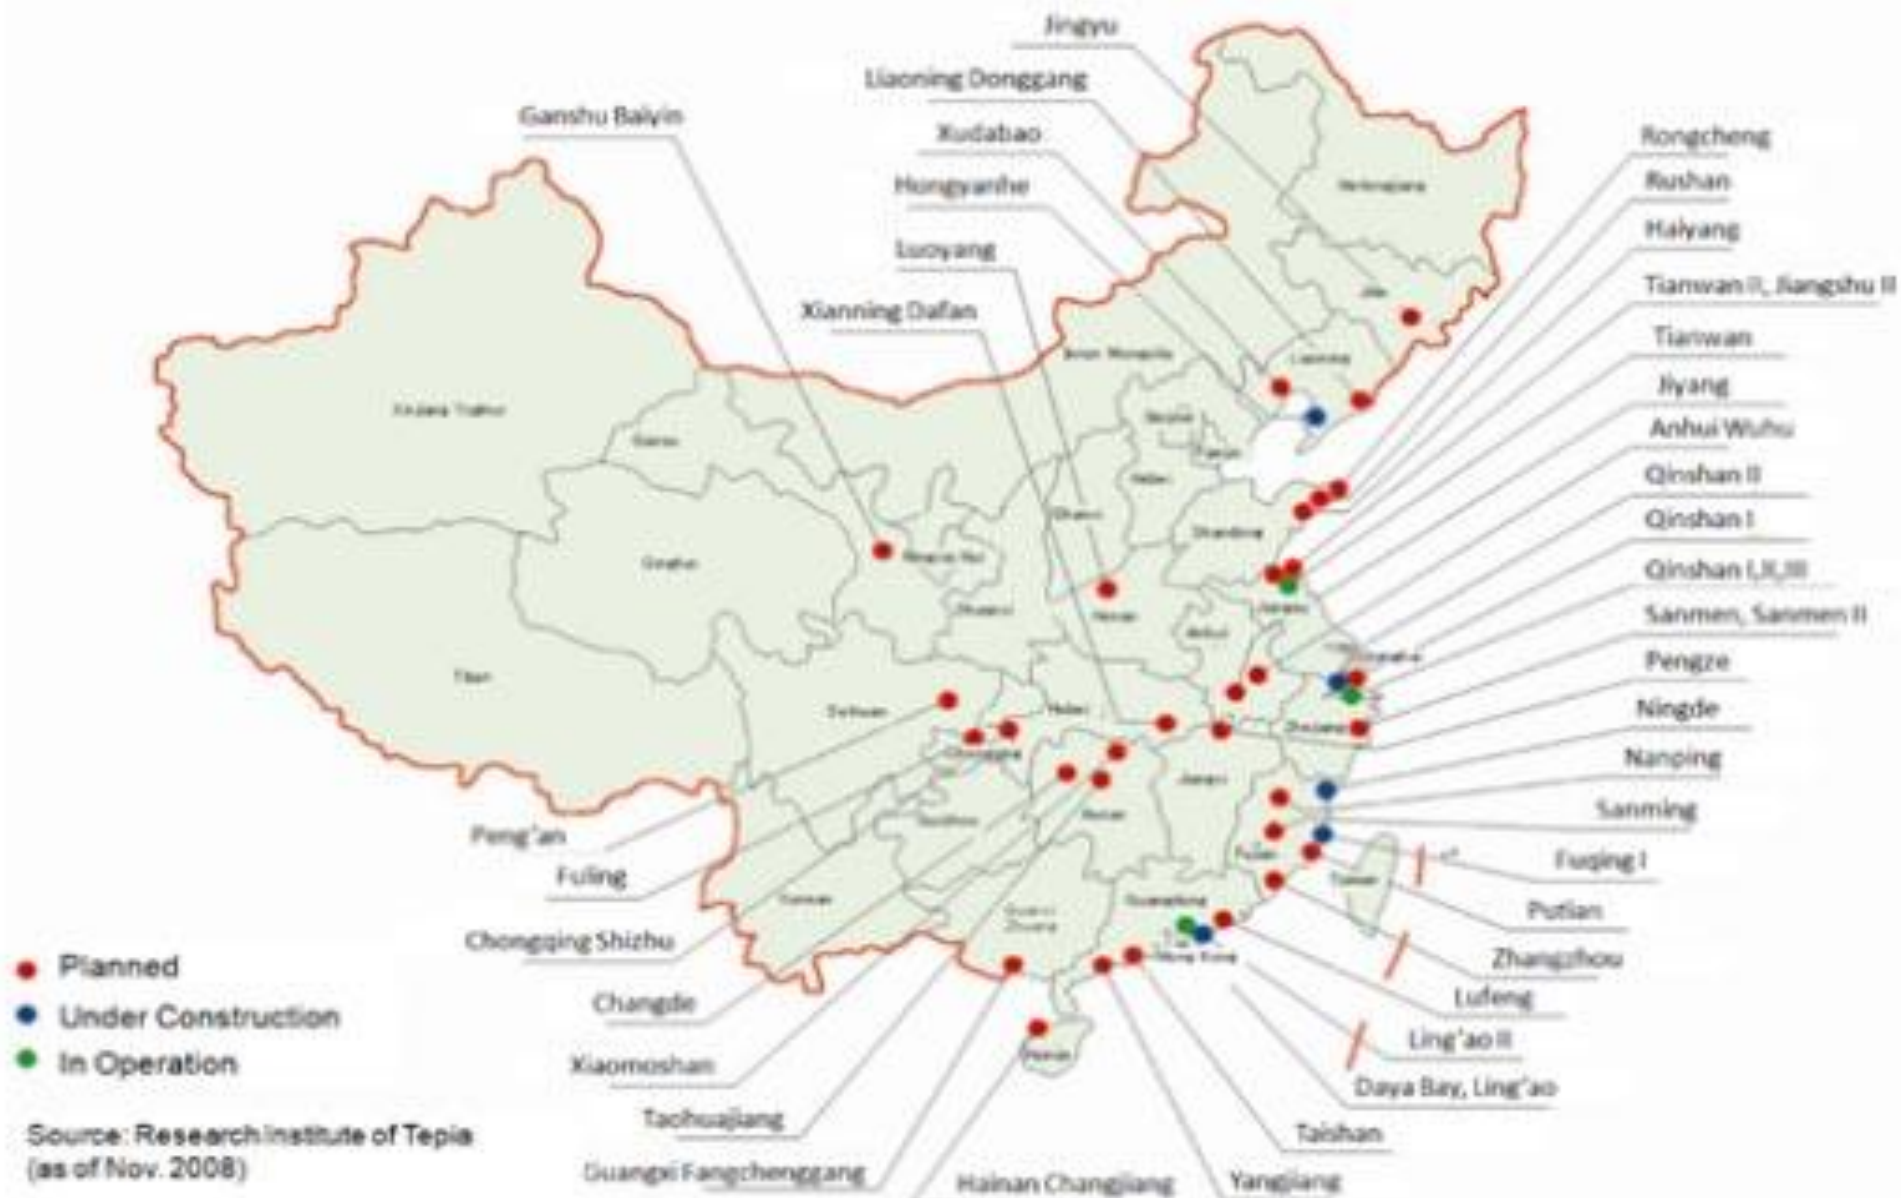 Jingyu
Liaoning Donggang
Xudabao
Hongyanhe
Luoyang
Xianning Dafan
Ganshu Baiyin
Rongcheng
Rushan
Haiyang
Tianwan II, Jiangshu II
Tianwan
Jiyang
Anhui Wuhu
Qinshan II
Qinshan I
Qinshan I,II,III
Sanmen, Sanmen II
Pengze
Ningde
Nanping
Sanming
Fuqing I
Putian
Zhangzhou
Lufeng
Ling'ao II
Daya Bay, Ling'ao
Taishan
Yangjiang
Hainan Changjiang
Guangxi Fangchenggang
Taohuajiang
Xiaomoshan
Changde
Chongqing Shizhu
Fuling
Peng'an
Qinghai
Tibet
Sichuan
Yunnan
Shandong
Hunan
Jiangxi
Guangdong
Hainan
Taiwan
Planned
Under Construction
In Operation
Source: Research Institute of Tepia
(as of Nov. 2008)